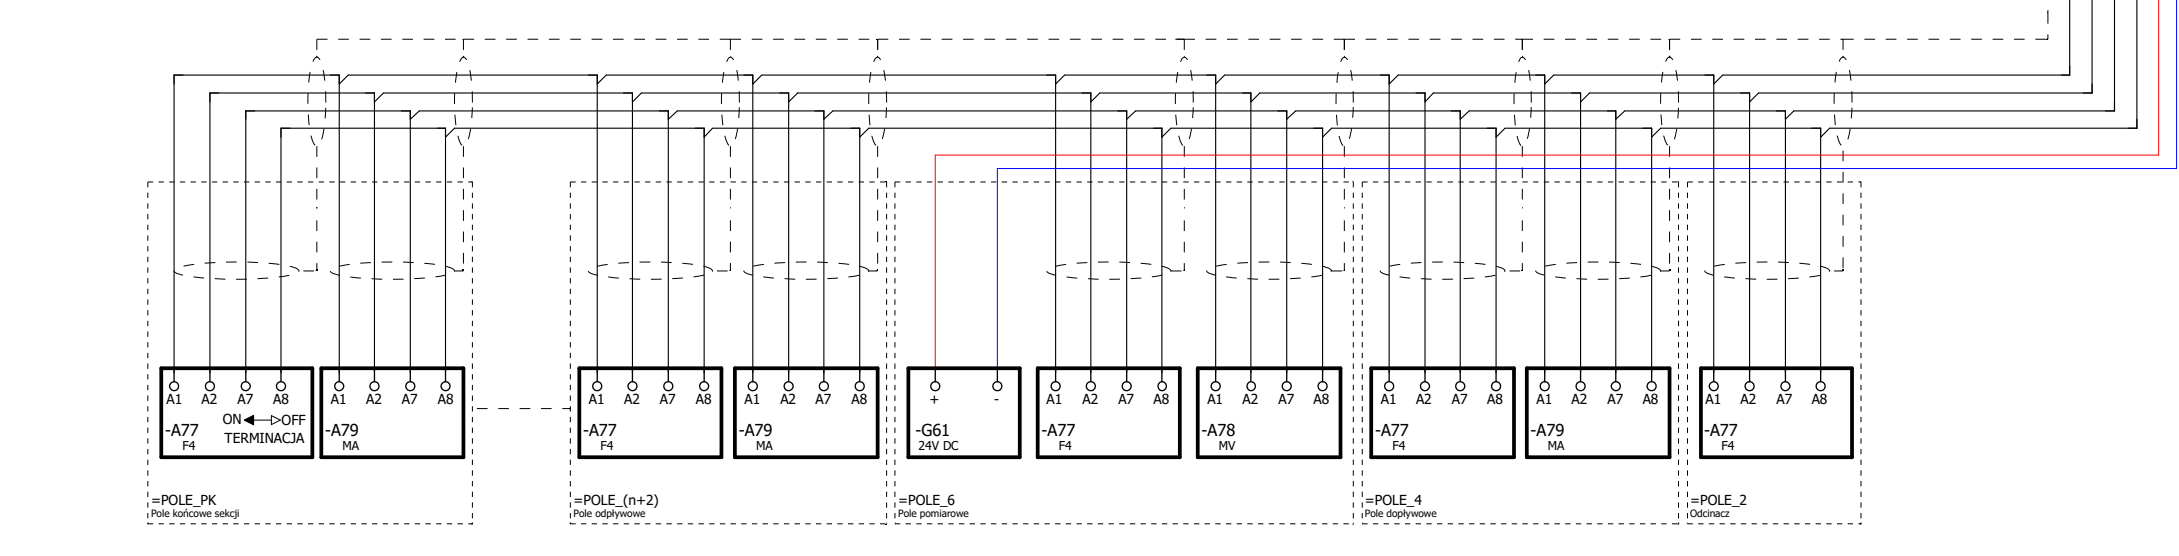 A1 A2 A7 A8
ON OFF
-A77
TERMINACJA
F4
A1 A2 A7 A8
-A79
MA
=POLE_PK
Pole końcowe sekcji
A1 A2 A7 A8
-A77
F4
A1 A2 A7 A8
-A79
MA
=POLE_(n+2)
Pole odpływowe
+ -
-G61
24V DC
A1 A2 A7 A8
-A77
F4
A1 A2 A7 A8
-A78
MV
=POLE_6
Pole pomiarowe
A1 A2 A7 A8
-A77
F4
A1 A2 A7 A8
-A79
MA
=POLE_4
Pole dopływowe
A1 A2 A7 A8
-A77
F4
=POLE_2
Odcinacz